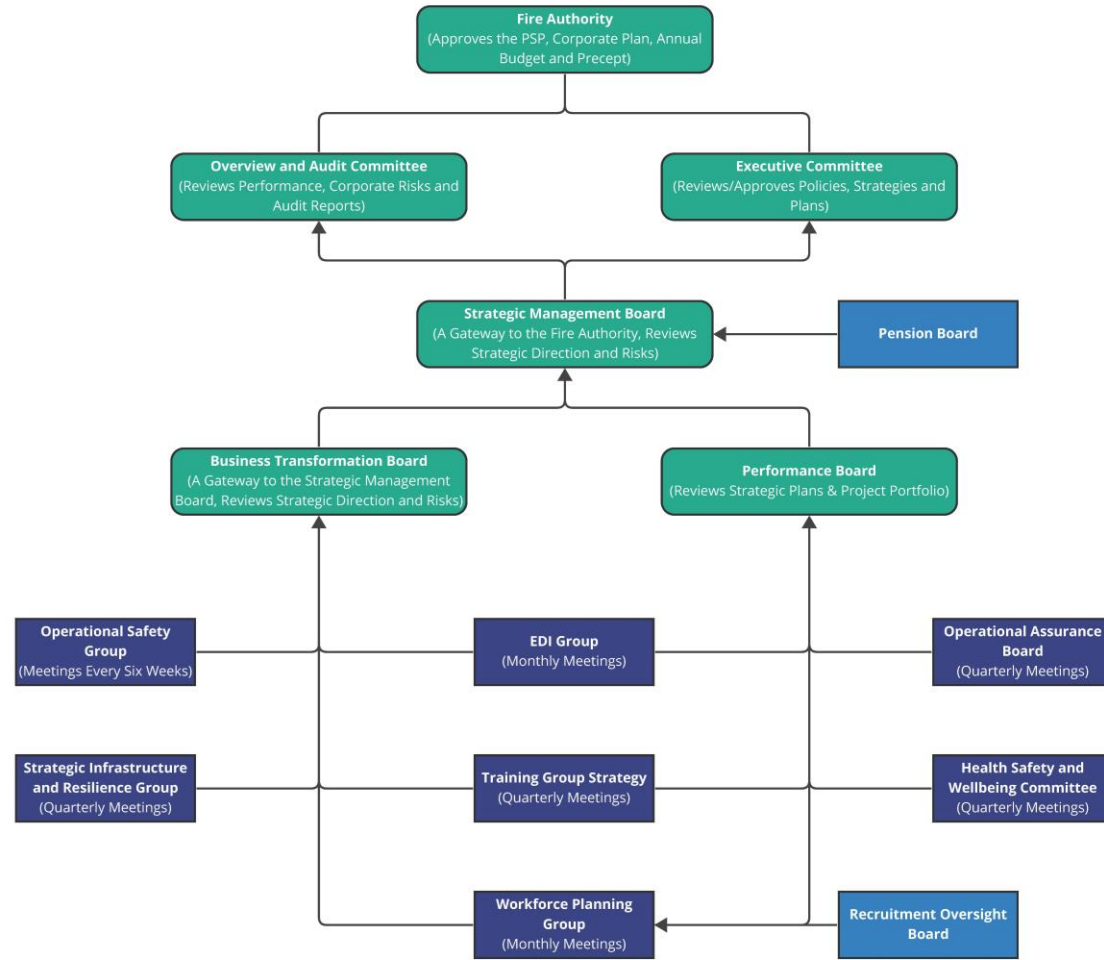 Fire Authority
(Approves the PSP, Corporate Plan, Annual
Budget and Precept)
Overview and Audit Committee
(Reviews Performance, Corporate Risks and
Audit Reports)
Executive Committee
(Reviews/Approves Policies, Strategies and
Plans)
Strategic Management Board
(A Gateway to the Fire Authority, Reviews
Strategic Direction and Risks)
Pension Board
Business Transformation Board
(A Gateway to the Strategic Management
Board, Reviews Strategic Direction and Risks)
Performance Board
(Reviews Strategic Plans & Project Portfolio)
Operational Safety
Group
(Meetings Every Six Weeks)
EDI Group
(Monthly Meetings)
Operational Assurance
Board
(Quarterly Meetings)
Strategic Infrastructure
and Resilience Group
(Quarterly Meetings)
Training Group Strategy
(Quarterly Meetings)
Health Safety and
Wellbeing Committee
(Quarterly Meetings)
Workforce Planning
Group
(Monthly Meetings)
Recruitment Oversight
Board